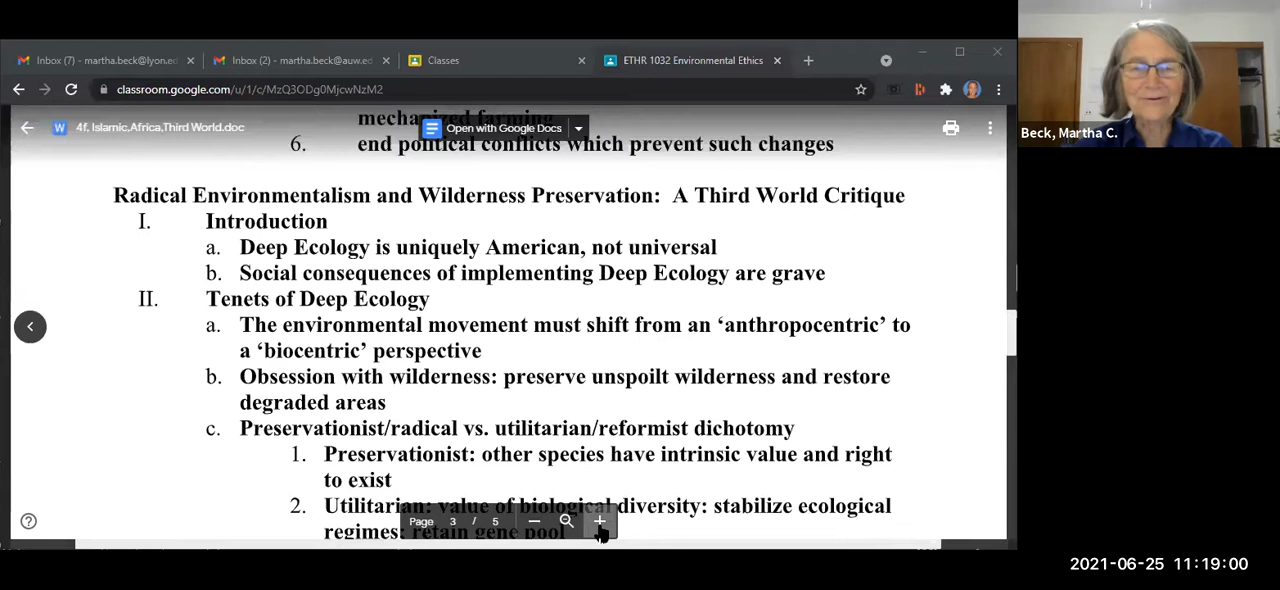 Inbox (7) - martha.beck@lyon.ed
Inbox (2) - martha.beck@auw.ed
Classes
ETHR 1032 Environmental Ethics
classroom.google.com/u/1/c/MzQ3ODg0MjcwNzM2
4f, Islamic,Africa,Third World.doc
Open with Google Docs
Beck, Martha C.
mechanized farming
6. end political conflicts which prevent such changes
Radical Environmentalism and Wilderness Preservation: A Third World Critique
I. Introduction
a. Deep Ecology is uniquely American, not universal
b. Social consequences of implementing Deep Ecology are grave
II. Tenets of Deep Ecology
a. The environmental movement must shift from an ‘anthropocentric’ to
a ‘biocentric’ perspective
b. Obsession with wilderness: preserve unspoilt wilderness and restore
degraded areas
c. Preservationist/radical vs. utilitarian/reformist dichotomy
1. Preservationist: other species have intrinsic value and right
to exist
2. Utilitarian: value of biological diversity: stabilize ecological
regimes; retain gene pool
Page 3 / 5
2021-06-25 11:19:00